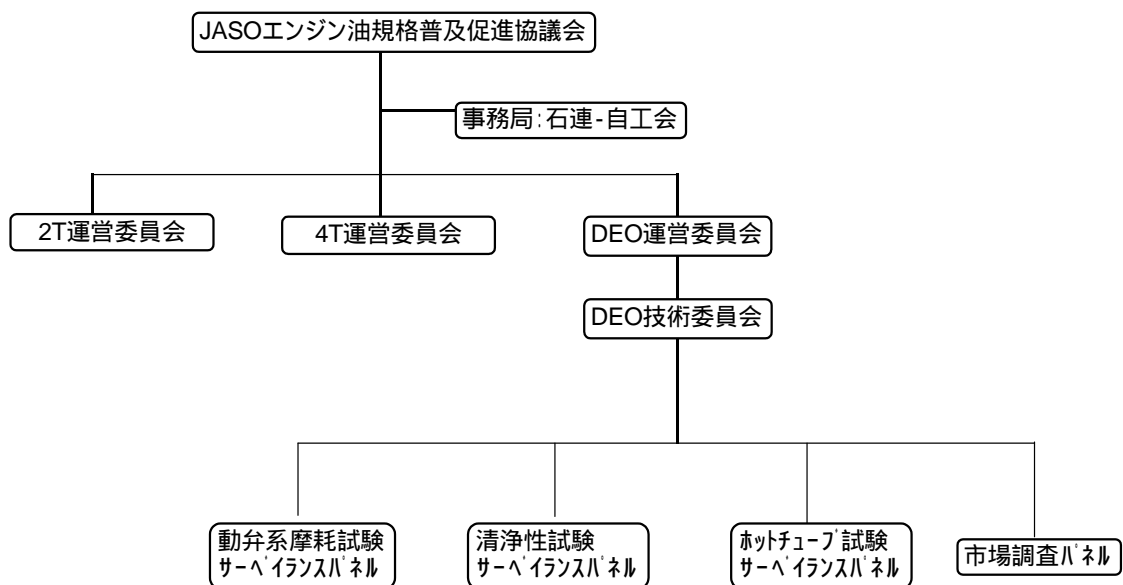 JASOエンジン油規格普及促進協議会
事務局:石連-自工会
2T運営委員会
4T運営委員会
DEO運営委員会
DEO技術委員会
動弁系摩耗試験
ｻｰﾍﾞｲﾗﾝｽﾊﾟﾈﾙ
清浄性試験
ｻｰﾍﾞｲﾗﾝｽﾊﾟﾈﾙ
ﾎｯﾄﾁｭｰﾌﾞ試験
ｻｰﾍﾞｲﾗﾝｽﾊﾟﾈﾙ
市場調査ﾊﾟﾈﾙ